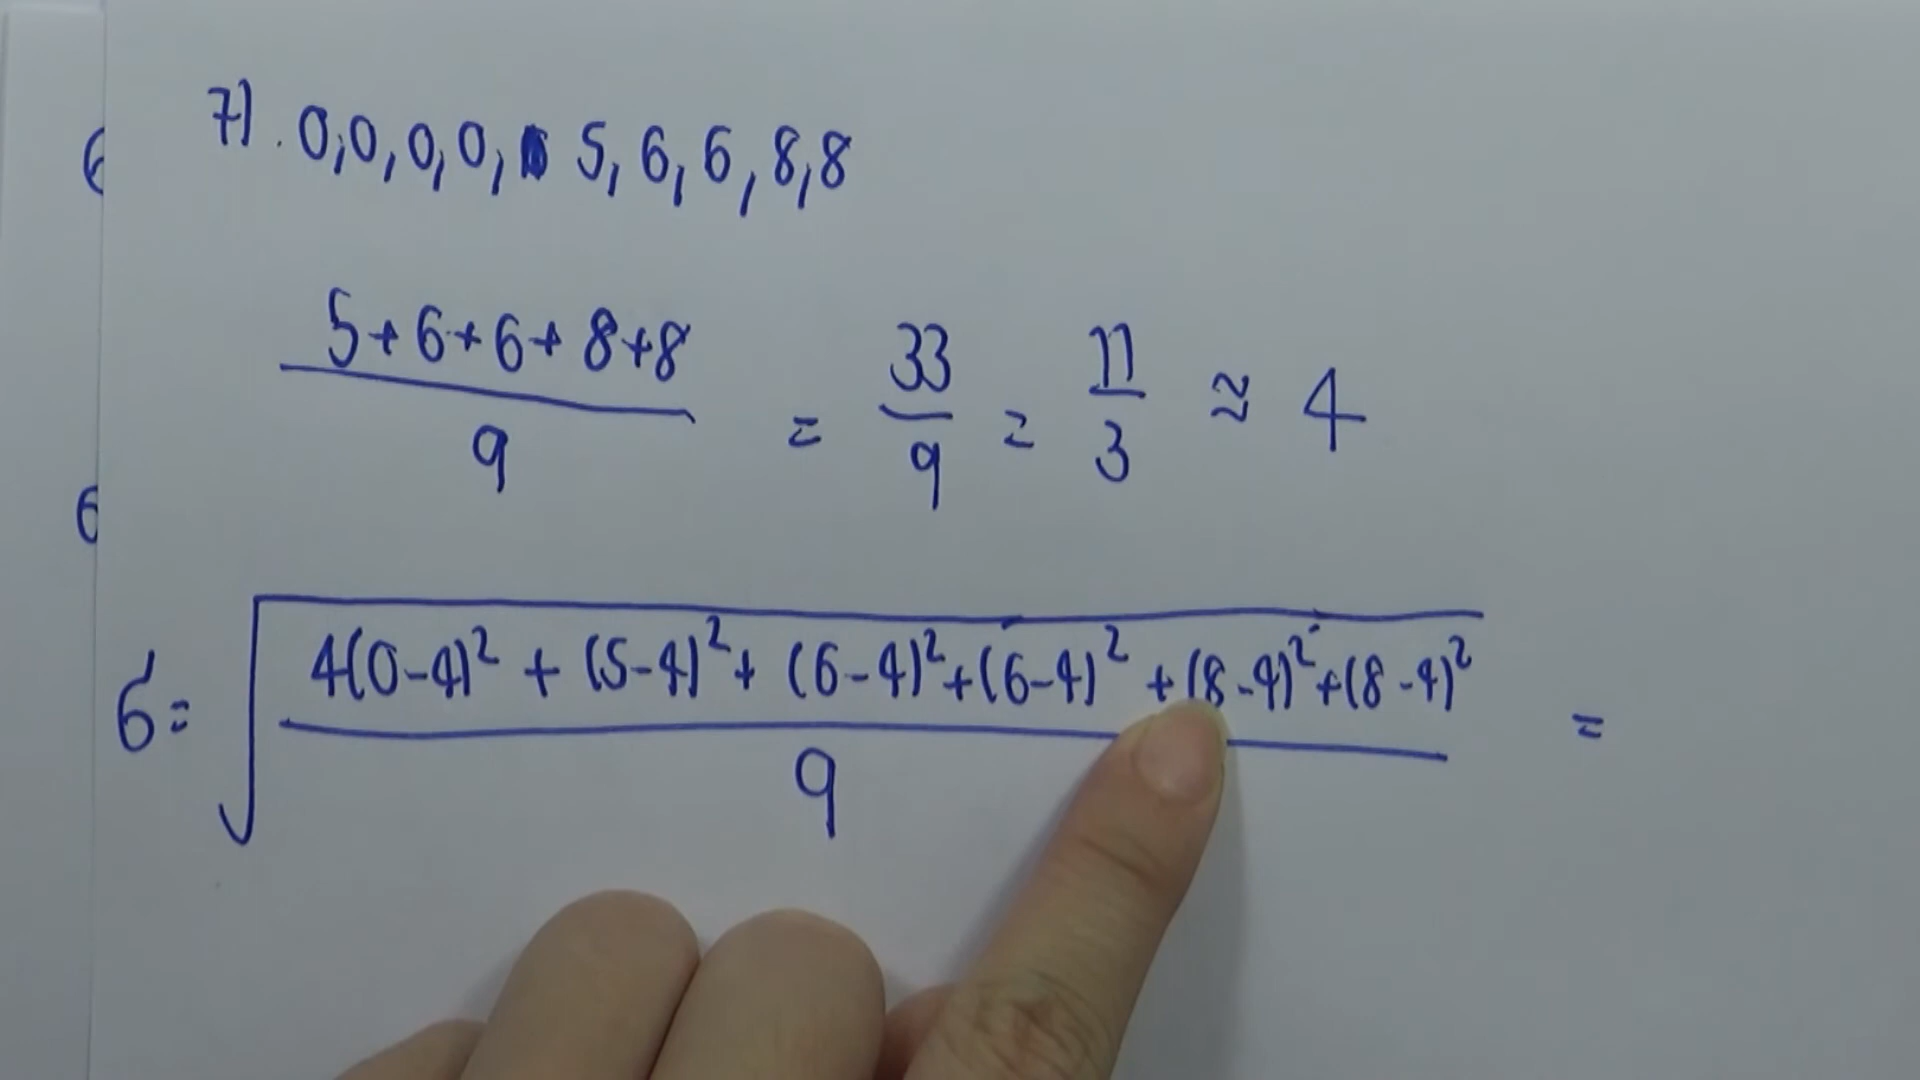 6
7). 0,0,0,0, 5,6,6,8,8
5+6+6+8+8 / 9 = 33/9 = 11/3 ≈ 4
6
σ = √(4(0-4)² + (5-4)² + (6-4)² + (6-4)² + (8-4)² + (8-4)² / 9) =